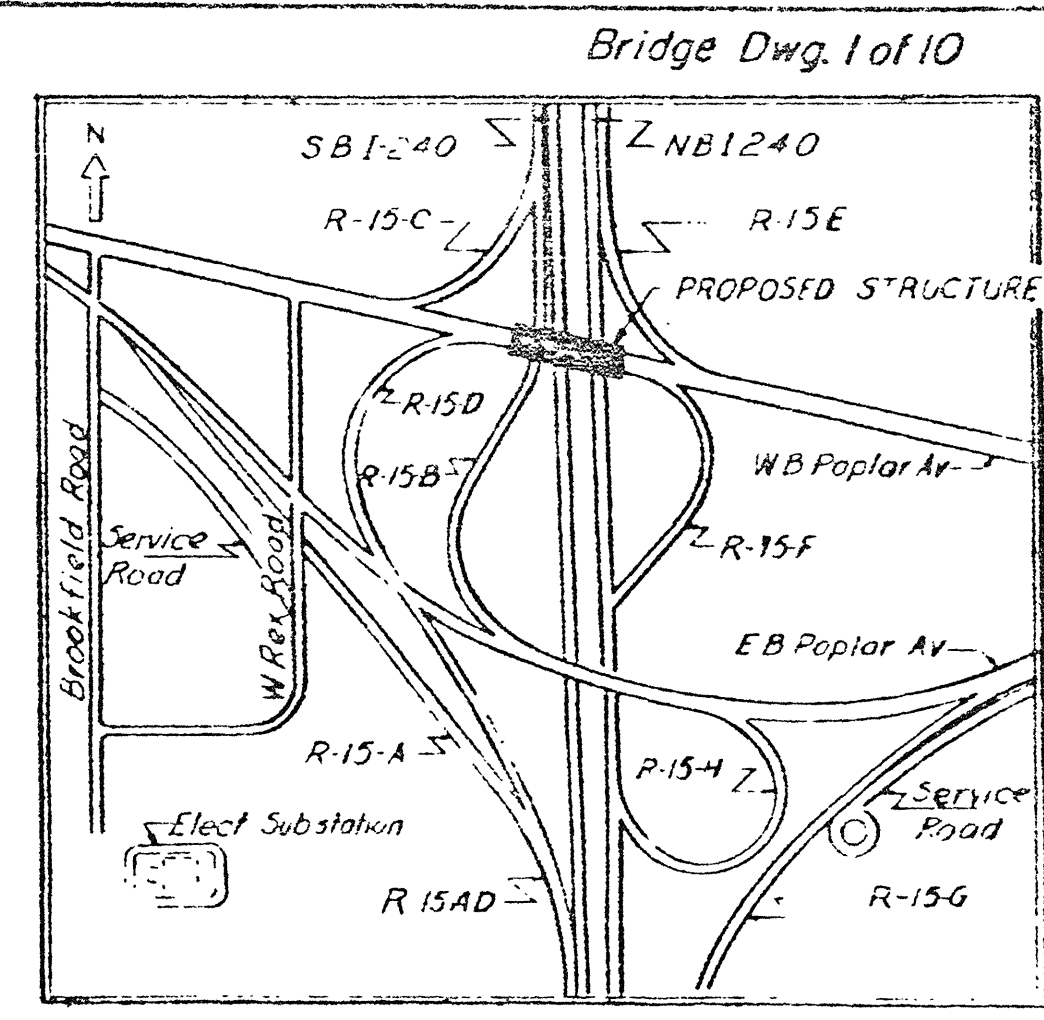 Bridge Dwg. 1 of 10
N
SB I-240
NB I 240
R-15-C
R-15E
PROPOSED STRUCTURE
R-15-D
R-15-B
WB Poplar Av
Brookfield Road
Service
Road
W Rex Road
R-15-F
EB Poplar Av
R-15-A
R-15-H
Service
Road
Elect Substation
R 15AD
R-15-G